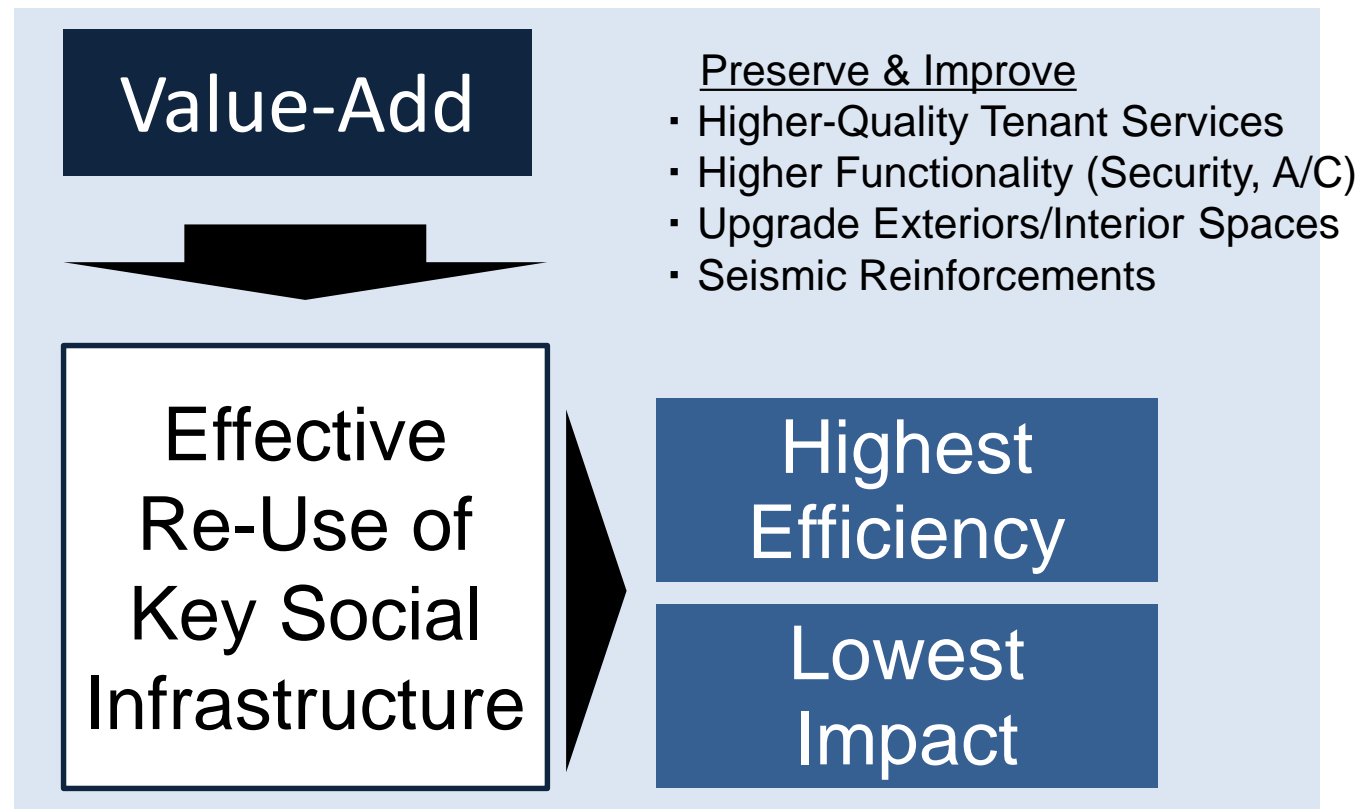 Value-Add
Preserve & Improve
・Higher-Quality Tenant Services
・Higher Functionality (Security, A/C)
・Upgrade Exteriors/Interior Spaces
・Seismic Reinforcements
Effective
Re-Use of
Key Social
Infrastructure
Highest
Efficiency
Lowest
Impact